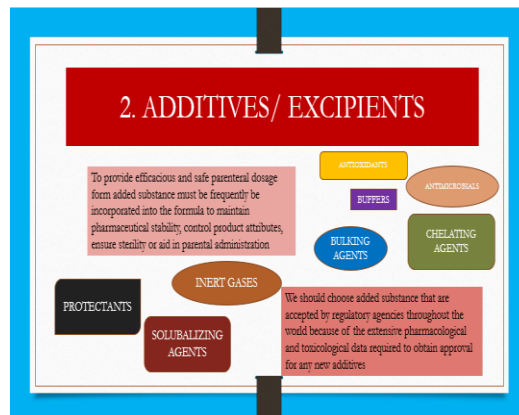 2. ADDITIVES/ EXCIPIENTS
To provide efficacious and safe parenteral dosage
form added substance must be frequently be
incorporated into the formula to maintain
pharmaceutical stability, control product attributes,
ensure sterility or aid in parental administration
ANTIOXIDANTS
ANTIMICROBIALS
BUFFERS
BULKING
AGENTS
CHELATING
AGENTS
INERT GASES
PROTECTANTS
SOLUBALIZING
AGENTS
We should choose added substance that are
accepted by regulatory agencies throughout the
world because of the extensive pharmacological
and toxicological data required to obtain approval
for any new additives